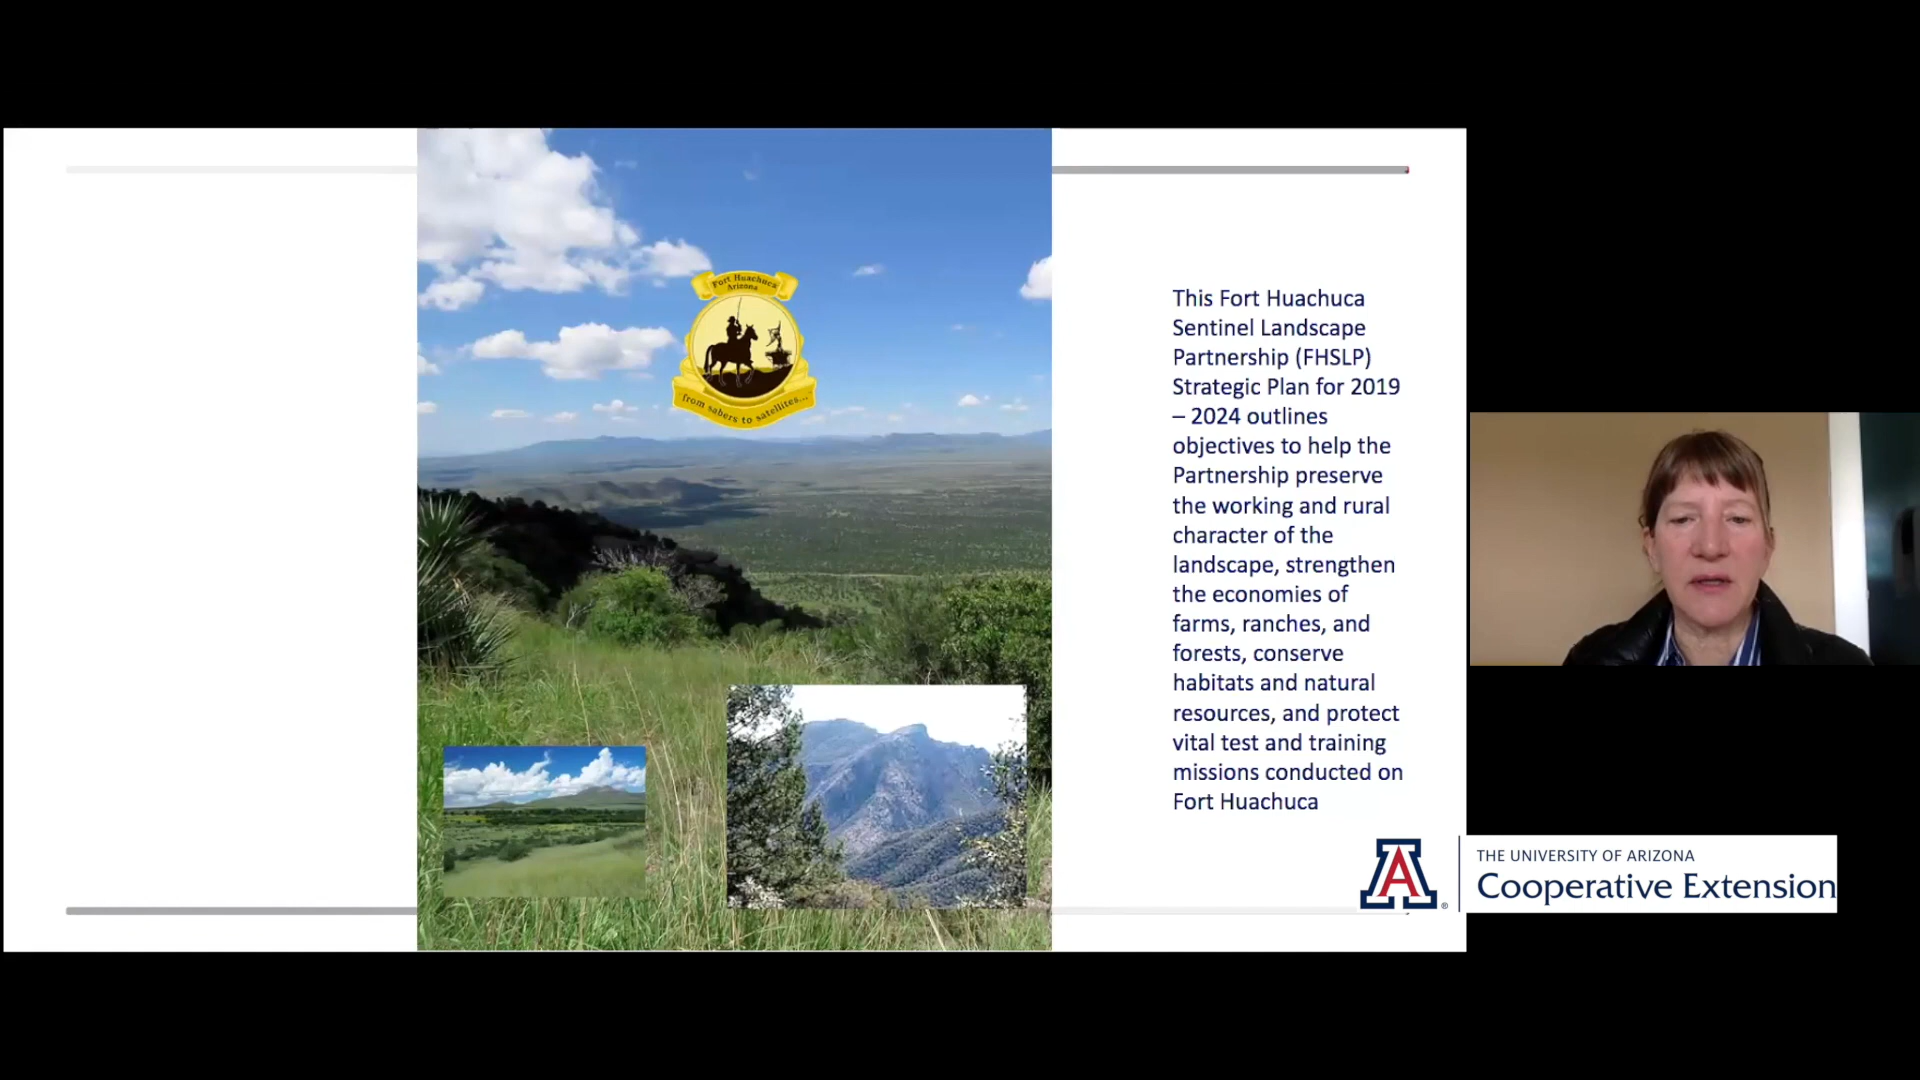 Fort Huachuca
Arizona
from sabers to satellites...
This Fort Huachuca
Sentinel Landscape
Partnership (FHSLP)
Strategic Plan for 2019
– 2024 outlines
objectives to help the
Partnership preserve
the working and rural
character of the
landscape, strengthen
the economies of
farms, ranches, and
forests, conserve
habitats and natural
resources, and protect
vital test and training
missions conducted on
Fort Huachuca
A®
THE UNIVERSITY OF ARIZONA
Cooperative Extension